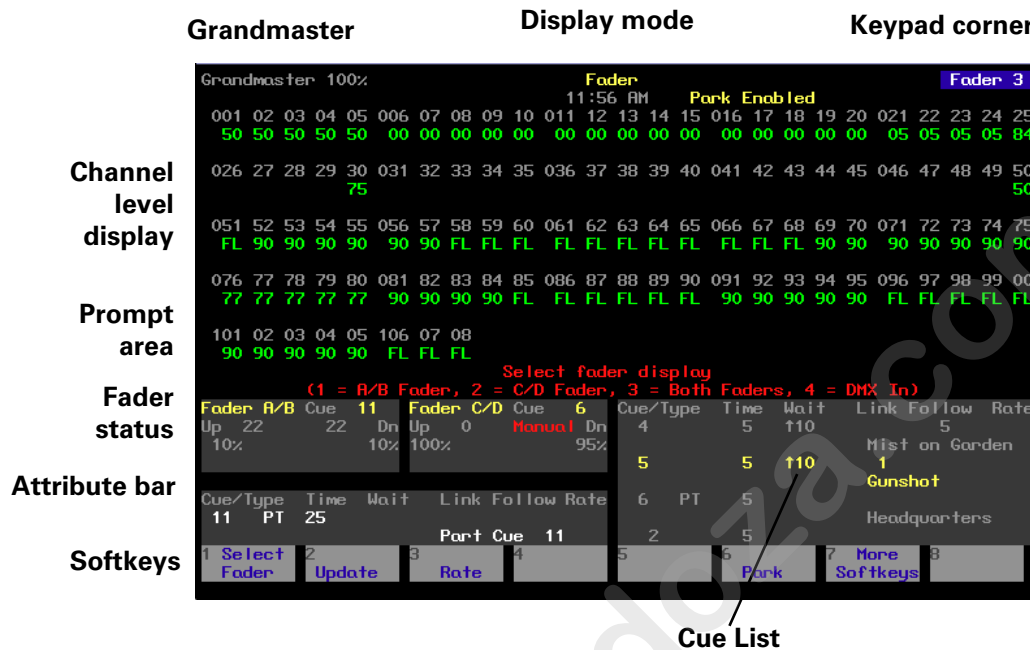 Grandmaster
Display mode
Keypad corner
Grandmaster 100%
Fader
Fader 3
11:56 AM
Park Enabled
001 02 03 04 05 006 07 08 09 10 011 12 13 14 15 016 17 18 19 20 021 22 23 24 25
50 50 50 50 50 00 00 00 00 00 00 00 00 00 00 00 00 00 00 00 05 05 05 05 84
Channel
level
display
026 27 28 29 30 031 32 33 34 35 036 37 38 39 40 041 42 43 44 45 046 47 48 49 50
75 50
051 52 53 54 55 056 57 58 59 60 061 62 63 64 65 066 67 68 69 70 071 72 73 74 75
FL 90 90 90 90 90 90 FL FL FL FL FL FL FL FL FL FL FL 90 90 90 90 90 90 90
076 77 78 79 80 081 82 83 84 85 086 87 88 89 90 091 92 93 94 95 096 97 98 99 00
77 77 77 77 77 90 90 90 90 FL FL FL FL FL FL 90 90 90 90 90 FL FL FL FL FL
Prompt
area
101 02 03 04 05 106 07 08
90 90 90 90 90 FL FL FL
Select fader display
(1 = A/B Fader, 2 = C/D Fader, 3 = Both Faders, 4 = DMX In)
Fader
status
Fader A/B Cue 11
Up 22 22 Dn
10% 10%
Fader C/D Cue 6
Up 0 Manual Dn
100% 95%
Cue/Type Time Wait Link Follow Rate
4 5 ↑10 5
Mist on Garden
5 5 ↑10 1
Gunshot
6 PT 5
Headquarters
2 5
Attribute bar
Cue/Type Time Wait Link Follow Rate
11 PT 25
Part Cue 11
Softkeys
1 Select Fader
2 Update
3 Rate
4
5
6 Park
7 More Softkeys
8
Cue List